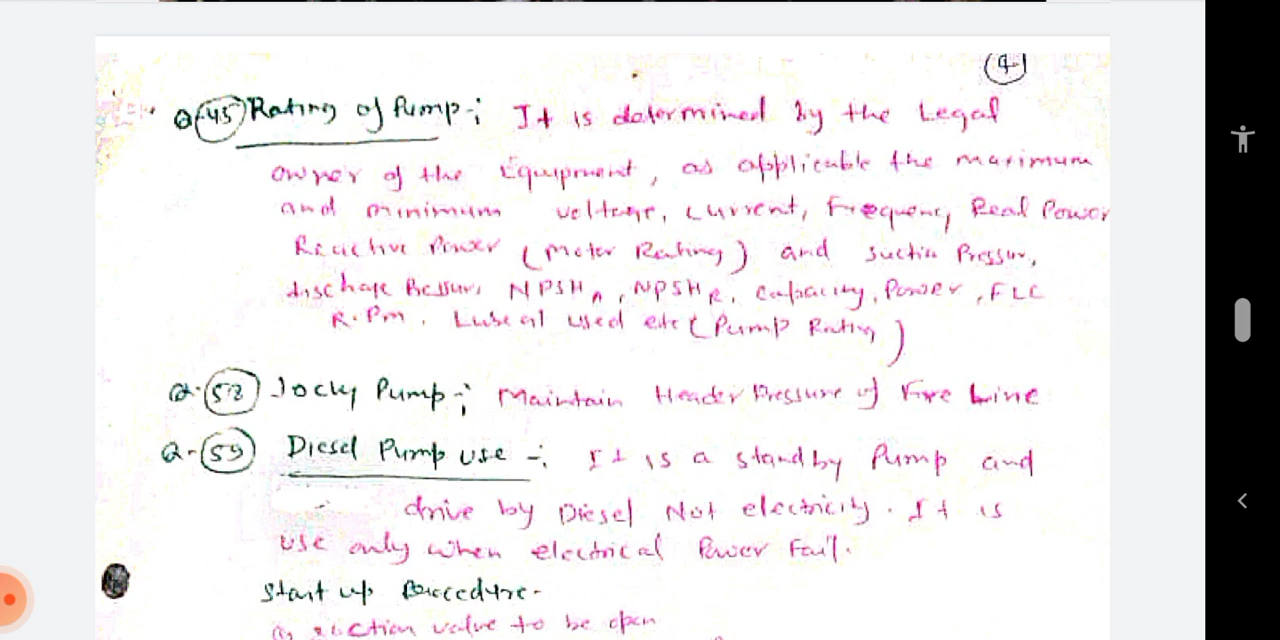 4
Q-45 Rating of Pump-: It is determined by the Legal
owner of the Equipment, as applicable the maximum
and minimum voltage, current, Frequency, Real Power
Reactive Power (Motor Rating) and suction Pressure,
discharge Pressure, NPSHA, NPSHR, Capacity, Power, FLC
R.Pm. Lube oil used etc (Pump Rating)
Q-58 Jocky Pump-: Maintain Header Pressure of Fire Line
Q-59 Diesel Pump use-: It is a standby Pump and
drive by Diesel Not electricity. It is
use only when electrical Power Fail.
Start up Procedure-
suction valve to be open